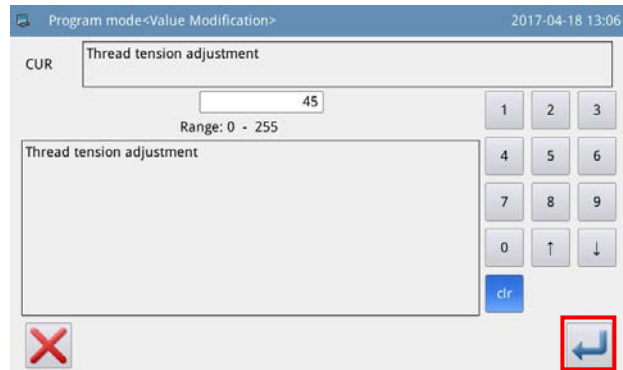 Program mode<Value Modification> 2017-04-18 13:06
CUR Thread tension adjustment
45
Range: 0 - 255
Thread tension adjustment
1 2 3
4 5 6
7 8 9
0 ↑ ↓
clr